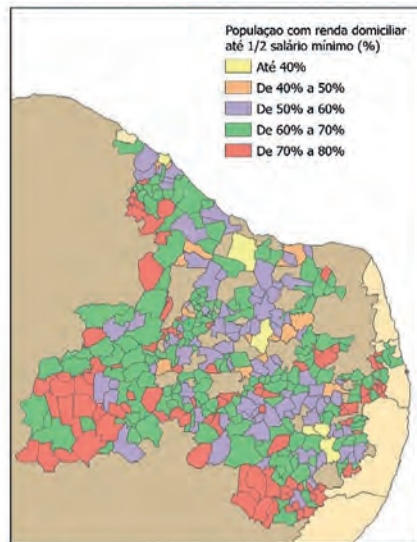 Populaçao com renda domiciliar
até 1/2 salário mínimo (%)
Até 40%
De 40% a 50%
De 50% a 60%
De 60% a 70%
De 70% a 80%